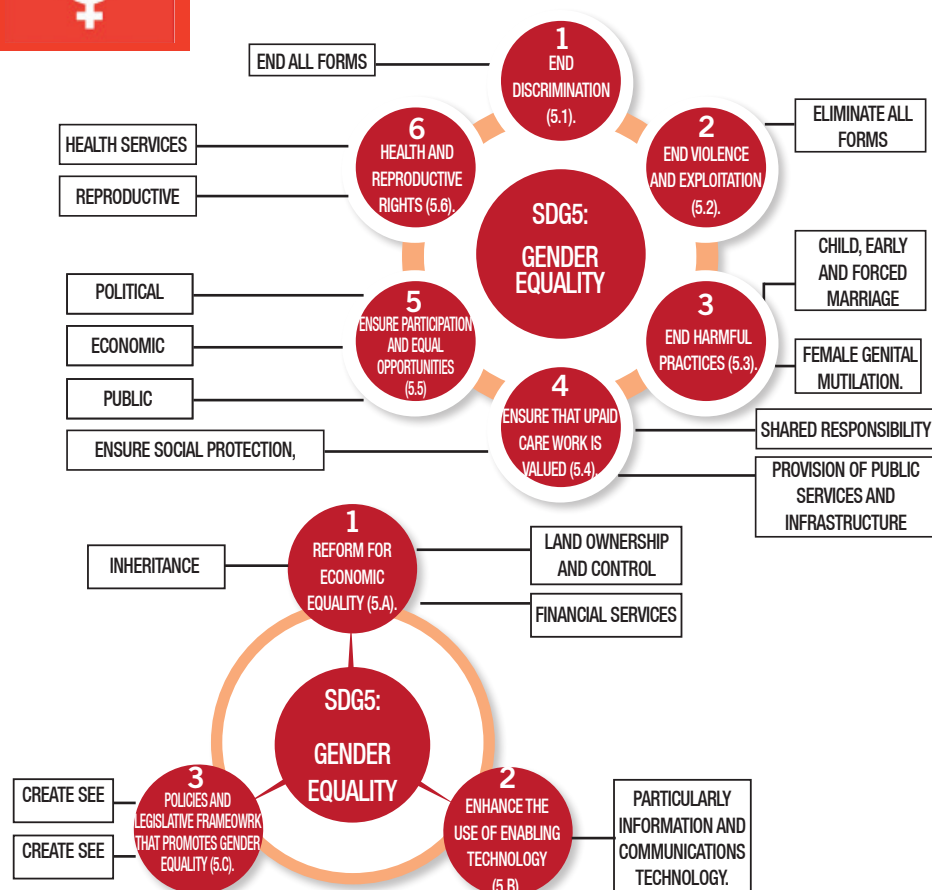 END ALL FORMS
1
END
DISCRIMINATION
(5.1).
2
END VIOLENCE
AND EXPLOITATION
(5.2).
ELIMINATE ALL
FORMS
6
HEALTH AND
REPRODUCTIVE
RIGHTS (5.6).
HEALTH SERVICES
REPRODUCTIVE
SDG5:
GENDER
EQUALITY
CHILD, EARLY
AND FORCED
MARRIAGE
3
END HARMFUL
PRACTICES (5.3).
FEMALE GENITAL
MUTILATION.
POLITICAL
ECONOMIC
PUBLIC
5
ENSURE PARTICIPATION
AND EQUAL
OPPORTUNITIES
(5.5)
4
ENSURE THAT UPAID
CARE WORK IS
VALUED (5.4).
SHARED RESPONSIBILITY
ENSURE SOCIAL PROTECTION,
PROVISION OF PUBLIC
SERVICES AND
INFRASTRUCTURE
1
REFORM FOR
ECONOMIC
EQUALITY (5.A).
INHERITANCE
LAND OWNERSHIP
AND CONTROL
FINANCIAL SERVICES
SDG5:
GENDER
EQUALITY
3
POLICIES AND
LEGISLATIVE FRAMEOWRK
THAT PROMOTES GENDER
EQUALITY (5.C).
CREATE SEE
CREATE SEE
2
ENHANCE THE
USE OF ENABLING
TECHNOLOGY
(5.B)
PARTICULARLY
INFORMATION AND
COMMUNICATIONS
TECHNOLOGY.